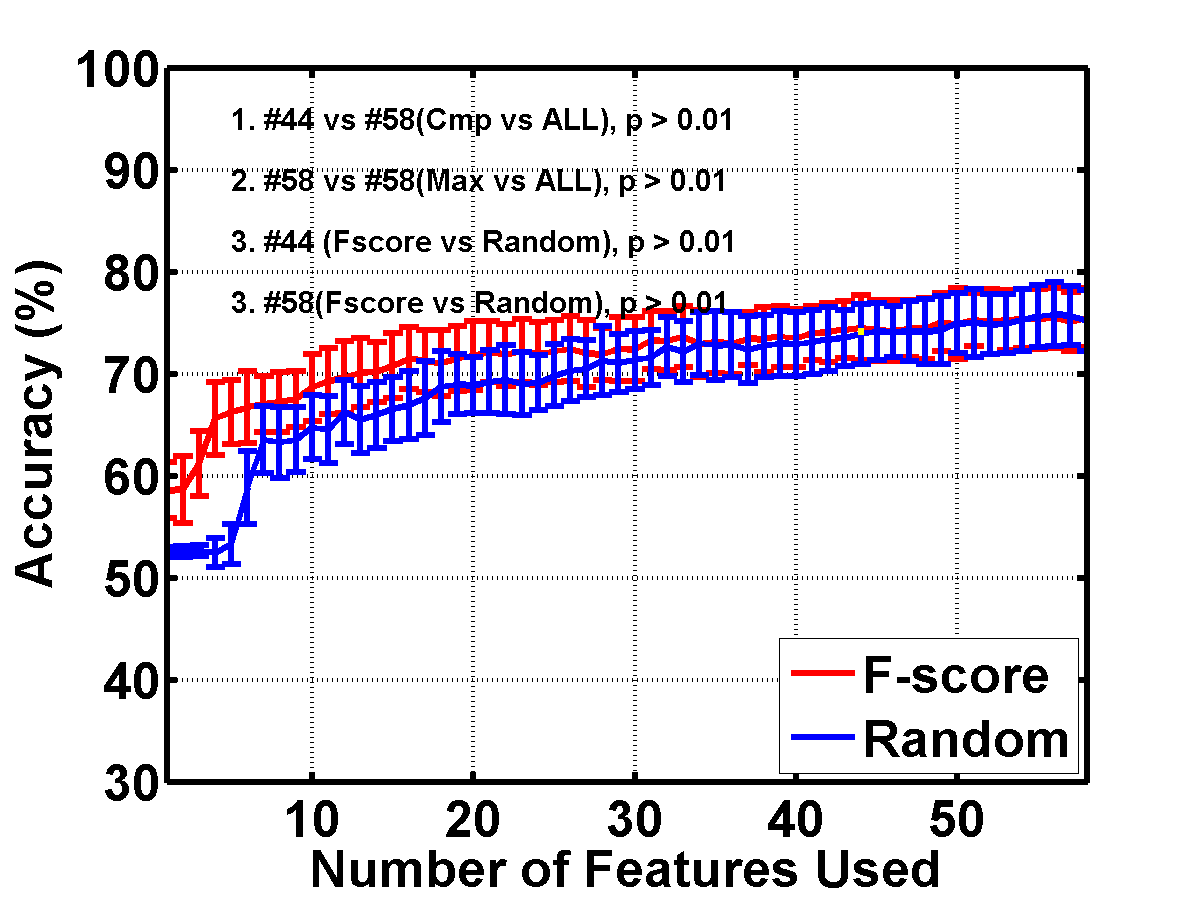 100
1. #44 vs #58(Cmp vs ALL), p > 0.01
90
2. #58 vs #58(Max vs ALL), p > 0.01
3. #44 (Fscore vs Random), p > 0.01
80
3. #58(Fscore vs Random), p > 0.01
70
60
50
40
30
Accuracy (%)
F-score
Random
10 20 30 40 50
Number of Features Used